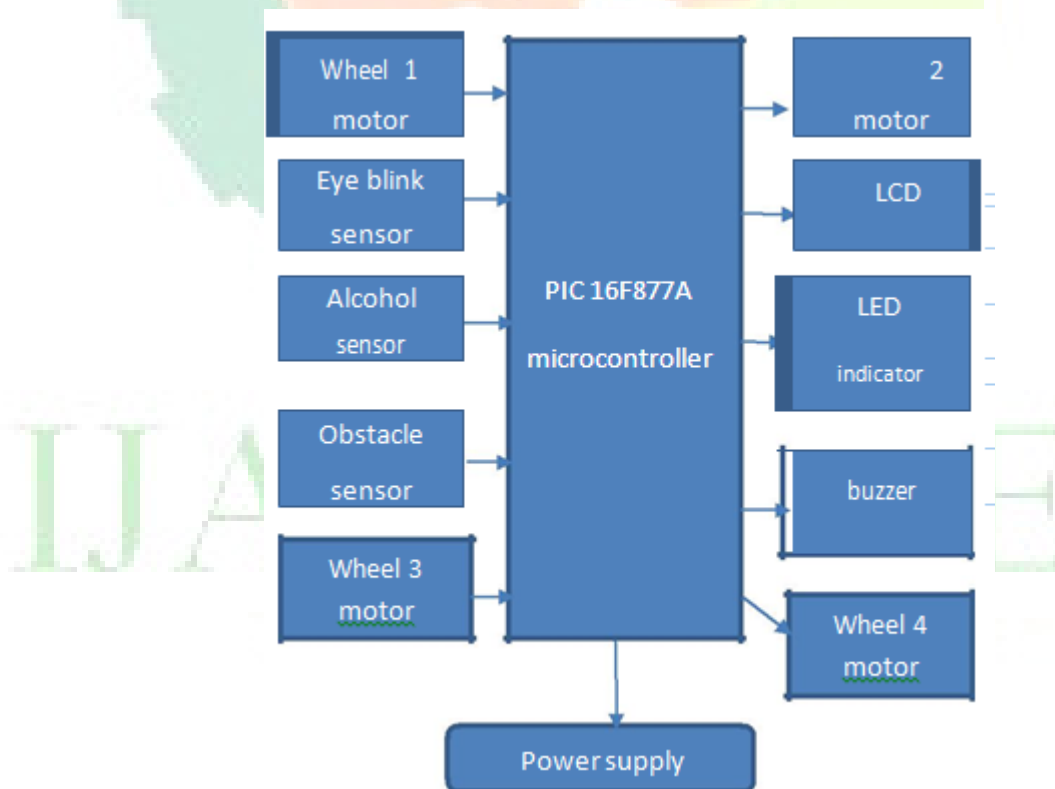 Wheel 1
motor
Eye blink
sensor
Alcohol
sensor
Obstacle
sensor
Wheel 3
motor
PIC 16F877A
microcontroller
2
motor
LCD
LED
indicator
buzzer
Wheel 4
motor
Power supply